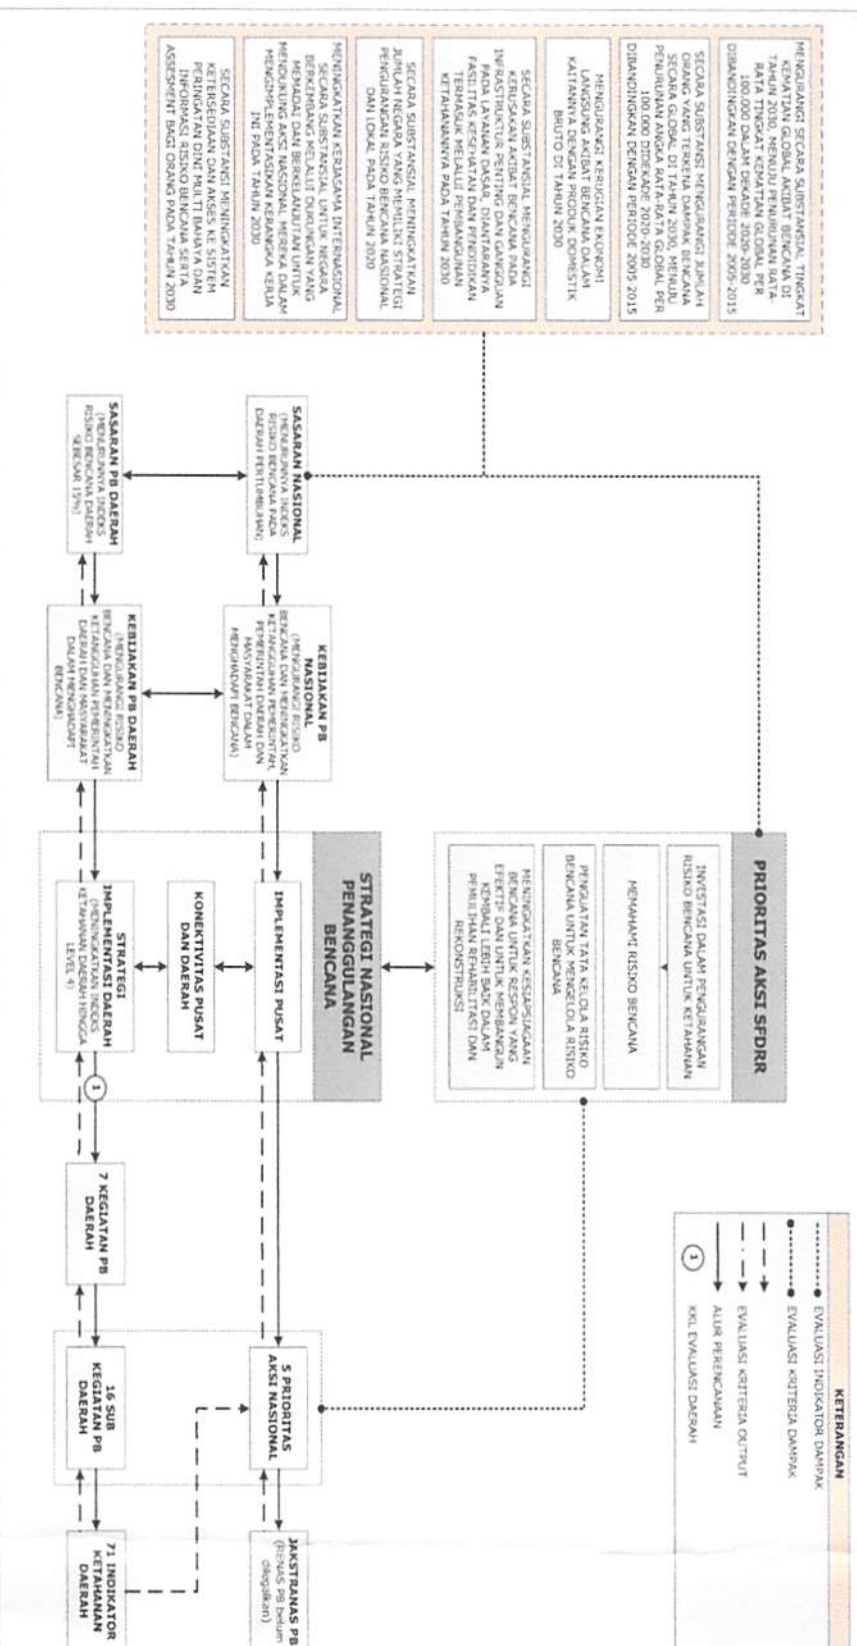 MENGURANGI SECARA SUBSTANSIAL TINGKAT
KEMATIAN GLOBAL AKIBAT BENCANA DI
TAHUN 2030, MENUJU PENURUNAN RATA-
RATA TINGKAT KEMATIAN GLOBAL PER
100.000 DALAM DEKADE 2020-2030
DIBANDINGKAN DENGAN PERIODE 2005-2015
SECARA SUBSTANSI MENGURANGI JUMLAH
ORANG YANG TERKENA DAMPAK BENCANA
SECARA GLOBAL DI TAHUN 2030, MENUJU
PENURUNAN ANGKA RATA-RATA GLOBAL PER
100.000 DIDEKADE 2020-2030
DIBANDINGKAN DENGAN PERIODE 2005-2015
MENGURANGI KERUGIAN EKONOMI
LANGSUNG AKIBAT BENCANA DALAM
KAITANNYA DENGAN PRODUK DOMESTIK
BRUTO DI TAHUN 2030
SECARA SUBSTANSIAL MENGURANGI
KERUSAKAN AKIBAT BENCANA PADA
INFRASTRUKTUR PENTING DAN GANGGUAN
PADA LAYANAN DASAR, DIANTARANYA
FASILITAS KESEHATAN DAN PENDIDIKAN
TERMASUK MELALUI PEMBANGUNAN
KETAHANANNYA PADA TAHUN 2030
SECARA SUBSTANSIAL MENINGKATKAN
JUMLAH NEGARA YANG MEMILIKI STRATEGI
PENGURANGAN RISIKO BENCANA NASIONAL
DAN LOKAL PADA TAHUN 2020
MENINGKATKAN KERJASAMA INTERNASIONAL
SECARA SUBSTANSIAL UNTUK NEGARA
BERKEMBANG MELALUI DUKUNGAN YANG
MEMADAI DAN BERKELANJUTAN UNTUK
MENDUKUNG AKSI NASIONAL MEREKA DALAM
MENGIMPLEMENTASIKAN KERANGKA KERJA
INI PADA TAHUN 2030
SECARA SUBSTANSI MENINGKATKAN
KETERSEDIAAN DAN AKSES KE SISTEM
PERINGATAN DINI MULTI BAHAYA DAN
INFORMASI RISIKO BENCANA SERTA
ASSESMENT BAGI ORANG PADA TAHUN 2030
SASARAN NASIONAL
(MENURUNNYA INDEKS
RISIKO BENCANA PADA
DAERAH PERTUMBUHAN)
SASARAN PB DAERAH
(MENURUNNYA INDEKS
RISIKO BENCANA DAERAH
SEBESAR 15%)
KEBIJAKAN PB
NASIONAL
(MENGURANGI RISIKO
BENCANA DAN MENINGKATKAN
KETANGGUHAN PEMERINTAH,
PEMERINTAH DAERAH DAN
MASYARAKAT DALAM
MENGHADAPI BENCANA)
KEBIJAKAN PB DAERAH
(MENGURANGI RISIKO
BENCANA DAN MENINGKATKAN
KETANGGUHAN PEMERINTAH
DAERAH DAN MASYARAKAT
DALAM MENGHADAPI
BENCANA)
PRIORITAS AKSI SFDRR
INVESTASI DALAM PENGURANGAN
RISIKO BENCANA UNTUK KETAHANAN
MEMAHAMI RISIKO BENCANA
PENGUATAN TATA KELOLA RISIKO
BENCANA UNTUK MENGELOLA RISIKO
BENCANA
MENINGKATKAN KESIAPSIAGAAN
BENCANA UNTUK RESPON YANG
EFEKTIF DAN UNTUK MEMBANGUN
KEMBALI LEBIH BAIK DALAM
PEMULIHAN REHABILITASI DAN
REKONSTRUKSI
STRATEGI NASIONAL
PENANGGULANGAN
BENCANA
IMPLEMENTASI PUSAT
KONEKTIVITAS PUSAT
DAN DAERAH
STRATEGI
IMPLEMENTASI DAERAH
(MENINGKATKAN INDEKS
KETAHANAN DAERAH HINGGA
LEVEL 4)
1
7 KEGIATAN PB
DAERAH
5 PRIORITAS
AKSI NASIONAL
16 SUB
KEGIATAN PB
DAERAH
JAKSTRANAS PB
(RENAS PB belum
dilegalkan)
71 INDIKATOR
KETAHANAN
DAERAH
KETERANGAN
EVALUASI INDIKATOR DAMPAK
EVALUASI KRITERIA DAMPAK
EVALUASI KRITERIA OUTPUT
ALUR PERENCANAAN
1 KKL EVALUASI DAERAH